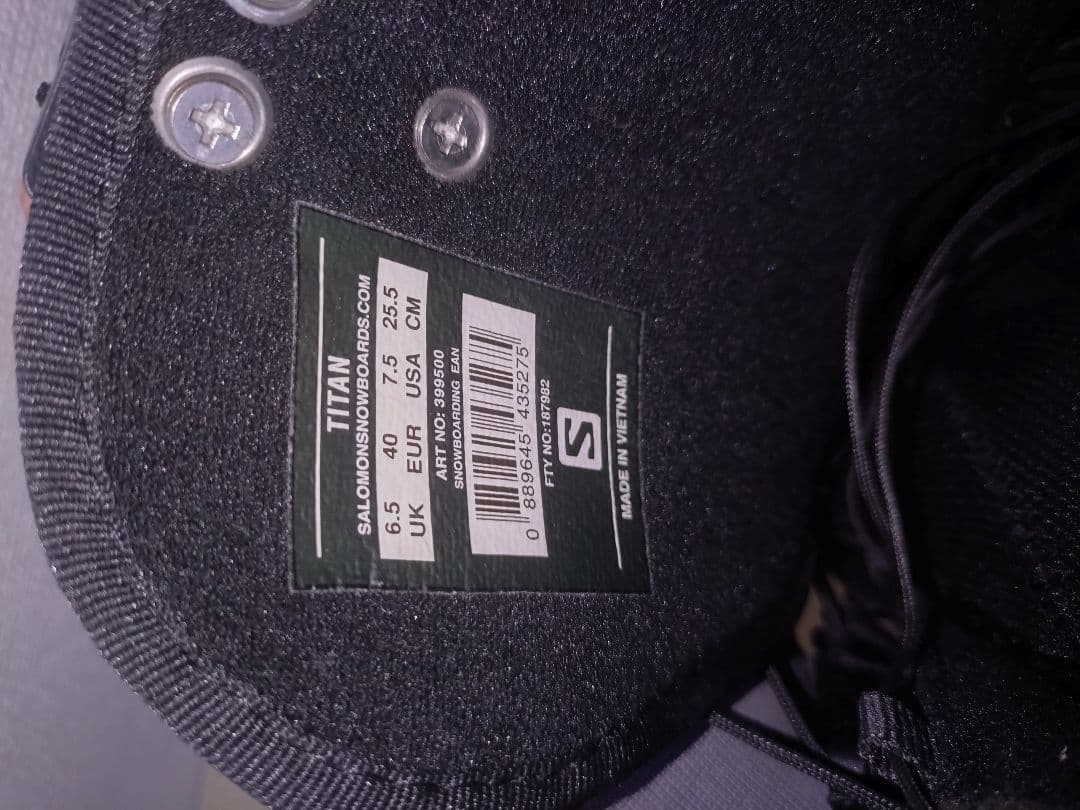 TITAN
SALOMONSNOWBOARDS.COM
6.5 40 7.5 25.5
UK EUR USA CM
ART NO: 399500
SNOWBOARDING EAN
0 889645 435275
FTY NO:187982
S
MADE IN VIETNAM